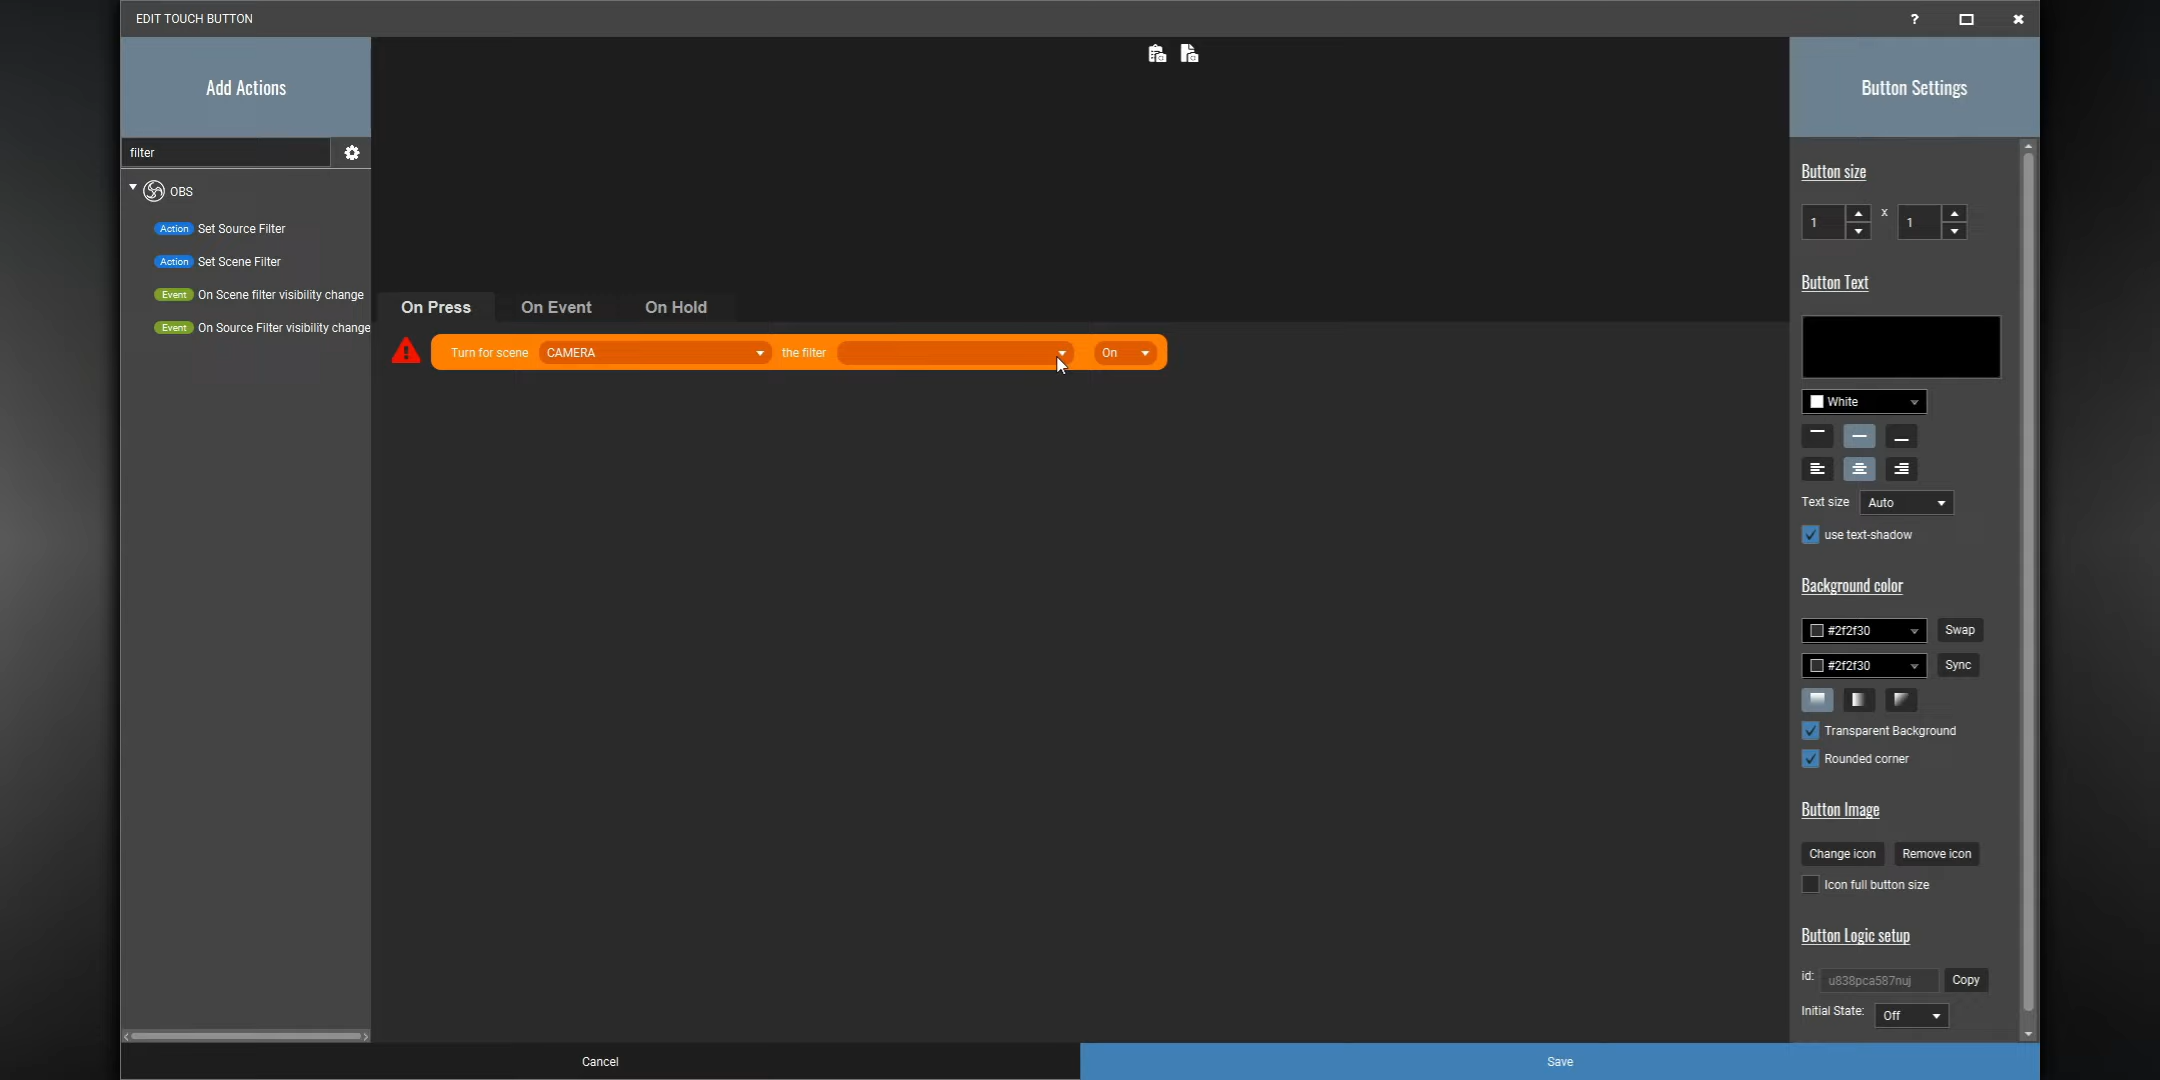 EDIT TOUCH BUTTON
?
Add Actions
Button Settings
filter
OBS
Action Set Source Filter
Action Set Scene Filter
Event On Scene filter visibility change
Event On Source Filter visibility change
On Press On Event On Hold
Turn for scene CAMERA the filter On
Button size
1 x 1
Button Text
White
Text size Auto
use text-shadow
Background color
#2f2f30 Swap
#2f2f30 Sync
Transparent Background
Rounded corner
Button Image
Change icon Remove icon
Icon full button size
Button Logic setup
id: u838pca587nuj Copy
Initial State: Off
Cancel
Save